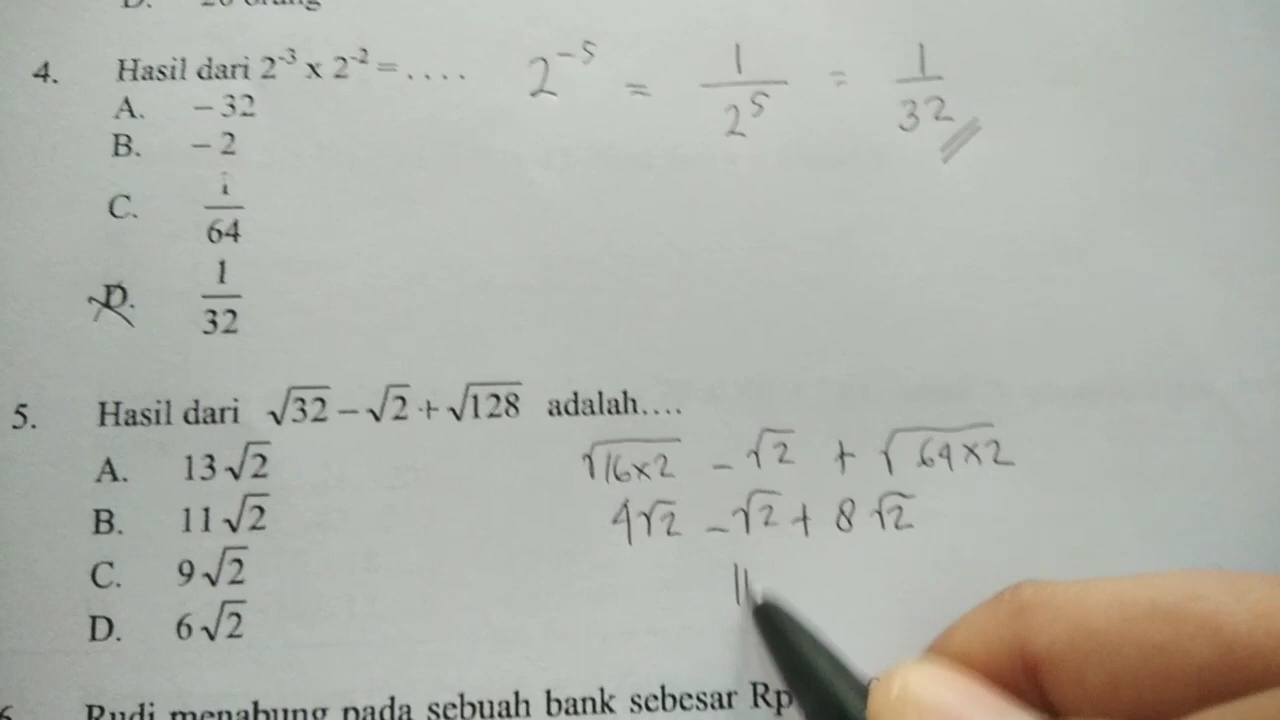 4. Hasil dari 2⁻³ x 2⁻² = . . . . 2⁻⁵ = 1/2⁵ = 1/32
A. – 32
B. – 2
C. 1/64
D. 1/32
5. Hasil dari √32 – √2 + √128 adalah....
A. 13√2 √16×2 – √2 + √64×2
B. 11√2 4√2 – √2 + 8√2
C. 9√2 11
D. 6√2
Rudi menabung pada sebuah bank sebesar Rp